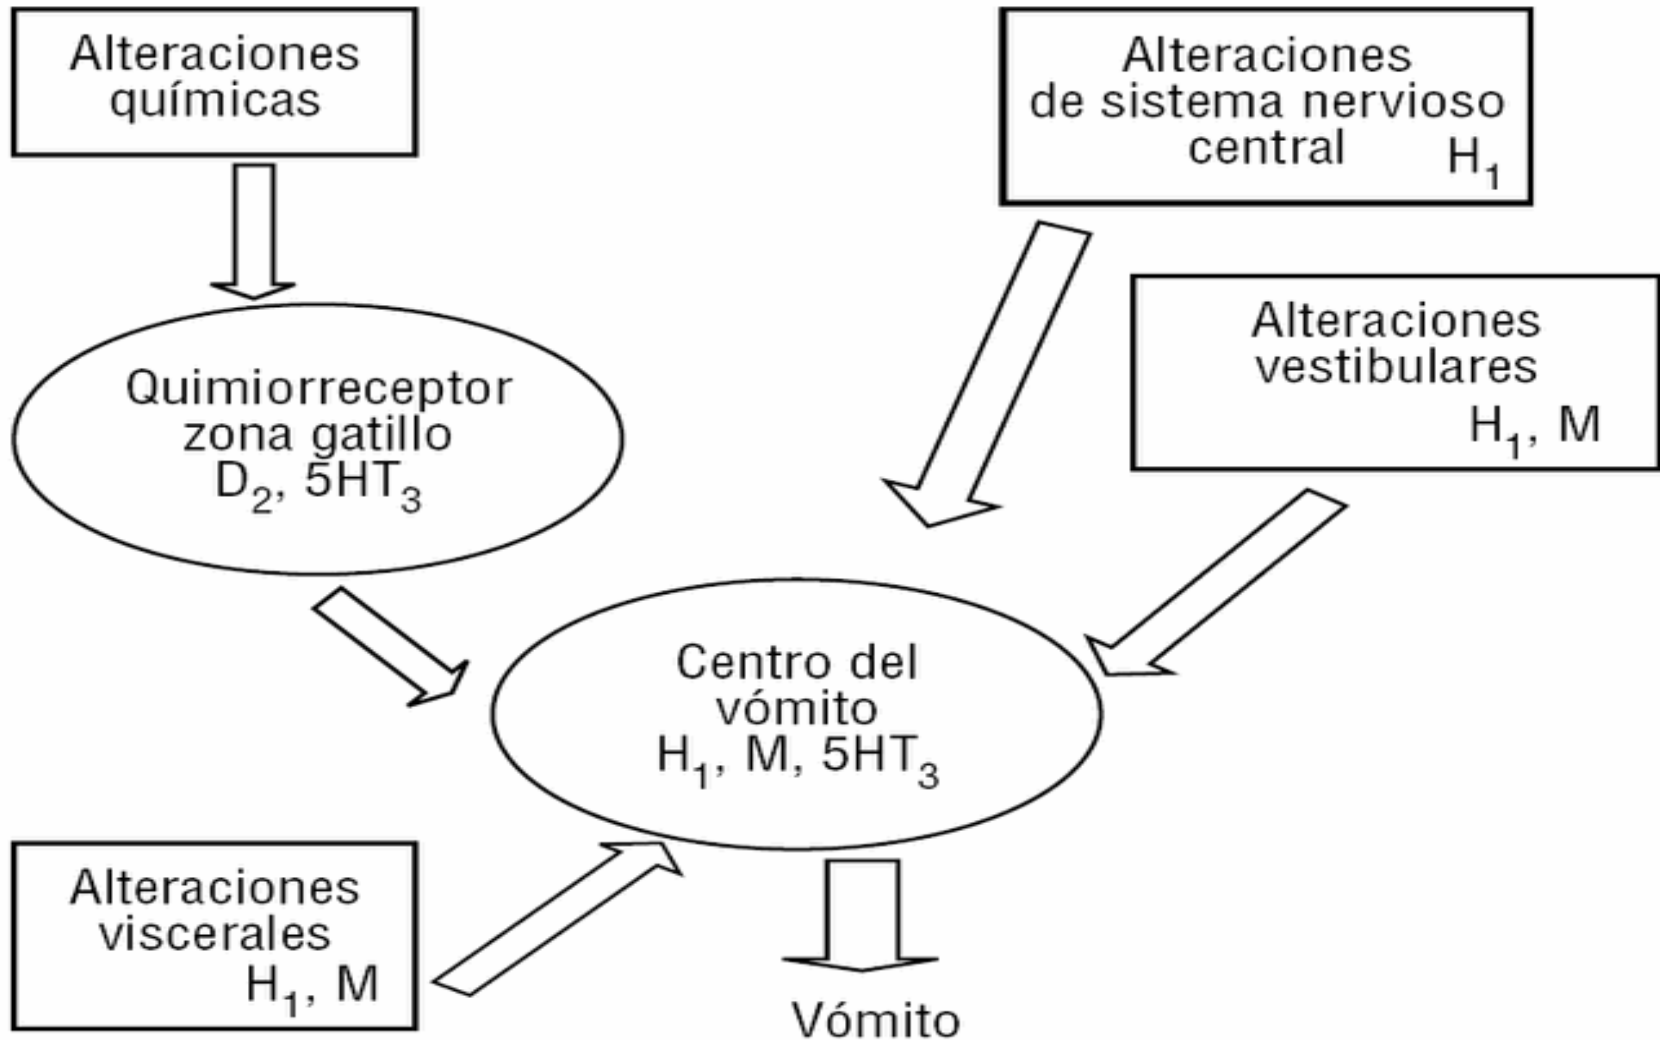 Alteraciones
químicas
Alteraciones
de sistema nervioso
central H₁
Alteraciones
vestibulares
H₁, M
Quimiorreceptor
zona gatillo
D₂, 5HT₃
Centro del
vómito
H₁, M, 5HT₃
Alteraciones
viscerales
H₁, M
Vómito